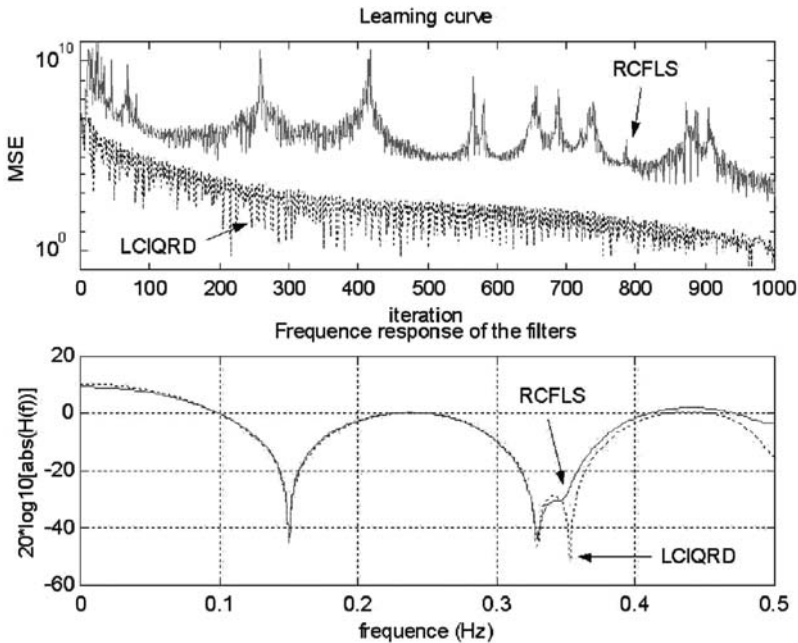 Learning curve
10^10
RCFLS
MSE
LCIQRD
10^0
0 100 200 300 400 500 600 700 800 900 1000
iteration
Frequence response of the filters
20
0
-20
-40
-60
RCFLS
20*log10[abs(H(f))]
LCIQRD
0 0.1 0.2 0.3 0.4 0.5
frequence (Hz)